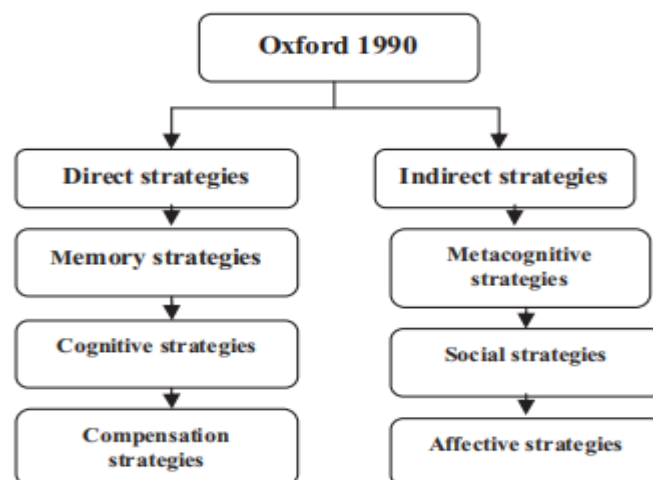 Oxford 1990
Direct strategies
Indirect strategies
Memory strategies
Metacognitive
strategies
Cognitive strategies
Social strategies
Compensation
strategies
Affective strategies